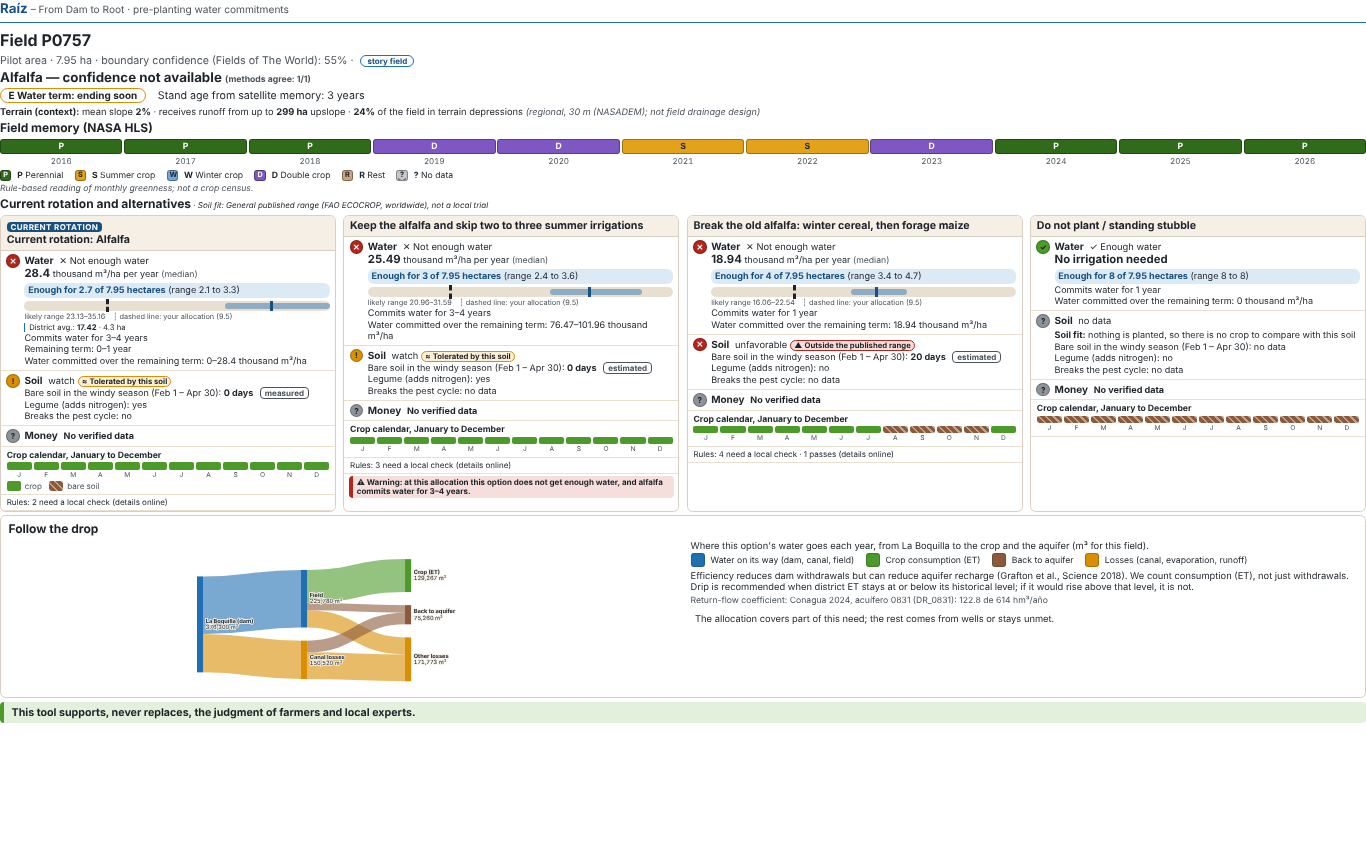 Raíz – From Dam to Root · pre-planting water commitments
Field P0757
Pilot area · 7.95 ha · boundary confidence (Fields of The World): 55% · story field
Alfalfa — confidence not available (methods agree: 1/1)
E Water term: ending soon Stand age from satellite memory: 3 years
Terrain (context): mean slope 2% · receives runoff from up to 299 ha upslope · 24% of the field in terrain depressions (regional, 30 m (NASADEM); not field drainage design)
Field memory (NASA HLS)
P P P D D S S D P P P
2016 2017 2018 2019 2020 2021 2022 2023 2024 2025 2026
P P Perennial S S Summer crop W W Winter crop D D Double crop R R Rest ? ? No data
Rule-based reading of monthly greenness; not a crop census.
Current rotation and alternatives · Soil fit: General published range (FAO ECOCROP, worldwide), not a local trial
CURRENT ROTATION
Current rotation: Alfalfa
✕ Water ✕ Not enough water
28.4 thousand m³/ha per year (median)
Enough for 2.7 of 7.95 hectares (range 2.1 to 3.3)
likely range 23.13–35.16 | dashed line: your allocation (9.5)
District avg.: 17.42 · 4.3 ha
Commits water for 3–4 years
Remaining term: 0–1 year
Water committed over the remaining term: 0–28.4 thousand m³/ha
! Soil watch ≈ Tolerated by this soil
Bare soil in the windy season (Feb 1 – Apr 30): 0 days measured
Legume (adds nitrogen): yes
Breaks the pest cycle: no
? Money No verified data
Crop calendar, January to December
J F M A M J J A S O N D
crop bare soil
Rules: 2 need a local check (details online)
Keep the alfalfa and skip two to three summer irrigations
✕ Water ✕ Not enough water
25.49 thousand m³/ha per year (median)
Enough for 3 of 7.95 hectares (range 2.4 to 3.6)
likely range 20.96–31.59 | dashed line: your allocation (9.5)
Commits water for 3–4 years
Water committed over the remaining term: 76.47–101.96 thousand
m³/ha
! Soil watch ≈ Tolerated by this soil
Bare soil in the windy season (Feb 1 – Apr 30): 0 days estimated
Legume (adds nitrogen): yes
Breaks the pest cycle: no data
? Money No verified data
Crop calendar, January to December
J F M A M J J A S O N D
Rules: 3 need a local check (details online)
▲ Warning: at this allocation this option does not get enough water, and alfalfa
commits water for 3–4 years.
Break the old alfalfa: winter cereal, then forage maize
✕ Water ✕ Not enough water
18.94 thousand m³/ha per year (median)
Enough for 4 of 7.95 hectares (range 3.4 to 4.7)
likely range 16.06–22.54 | dashed line: your allocation (9.5)
Commits water for 1 year
Water committed over the remaining term: 18.94 thousand m³/ha
✕ Soil unfavorable ▲ Outside the published range
Bare soil in the windy season (Feb 1 – Apr 30): 20 days estimated
Legume (adds nitrogen): no
Breaks the pest cycle: no data
? Money No verified data
Crop calendar, January to December
J F M A M J J A S O N D
Rules: 4 need a local check · 1 passes (details online)
Do not plant / standing stubble
✓ Water ✓ Enough water
No irrigation needed
Enough for 8 of 7.95 hectares (range 8 to 8)
Commits water for 1 year
Water committed over the remaining term: 0 thousand m³/ha
? Soil no data
Soil fit: nothing is planted, so there is no crop to compare with this soil
Bare soil in the windy season (Feb 1 – Apr 30): no data
Legume (adds nitrogen): no
Breaks the pest cycle: no data
? Money No verified data
Crop calendar, January to December
J F M A M J J A S O N D
Follow the drop
La Boquilla (dam)
376,300 m³
Field
225,780 m³
Canal losses
150,520 m³
Crop (ET)
129,267 m³
Back to aquifer
75,260 m³
Other losses
171,773 m³
Where this option's water goes each year, from La Boquilla to the crop and the aquifer (m³ for this field).
Water on its way (dam, canal, field) Crop consumption (ET) Back to aquifer Losses (canal, evaporation, runoff)
Efficiency reduces dam withdrawals but can reduce aquifer recharge (Grafton et al., Science 2018). We count consumption (ET), not just withdrawals.
Drip is recommended when district ET stays at or below its historical level; if it would rise above that level, it is not.
Return-flow coefficient: Conagua 2024, acuífero 0831 (DR_0831): 122.8 de 614 hm³/año
The allocation covers part of this need; the rest comes from wells or stays unmet.
This tool supports, never replaces, the judgment of farmers and local experts.